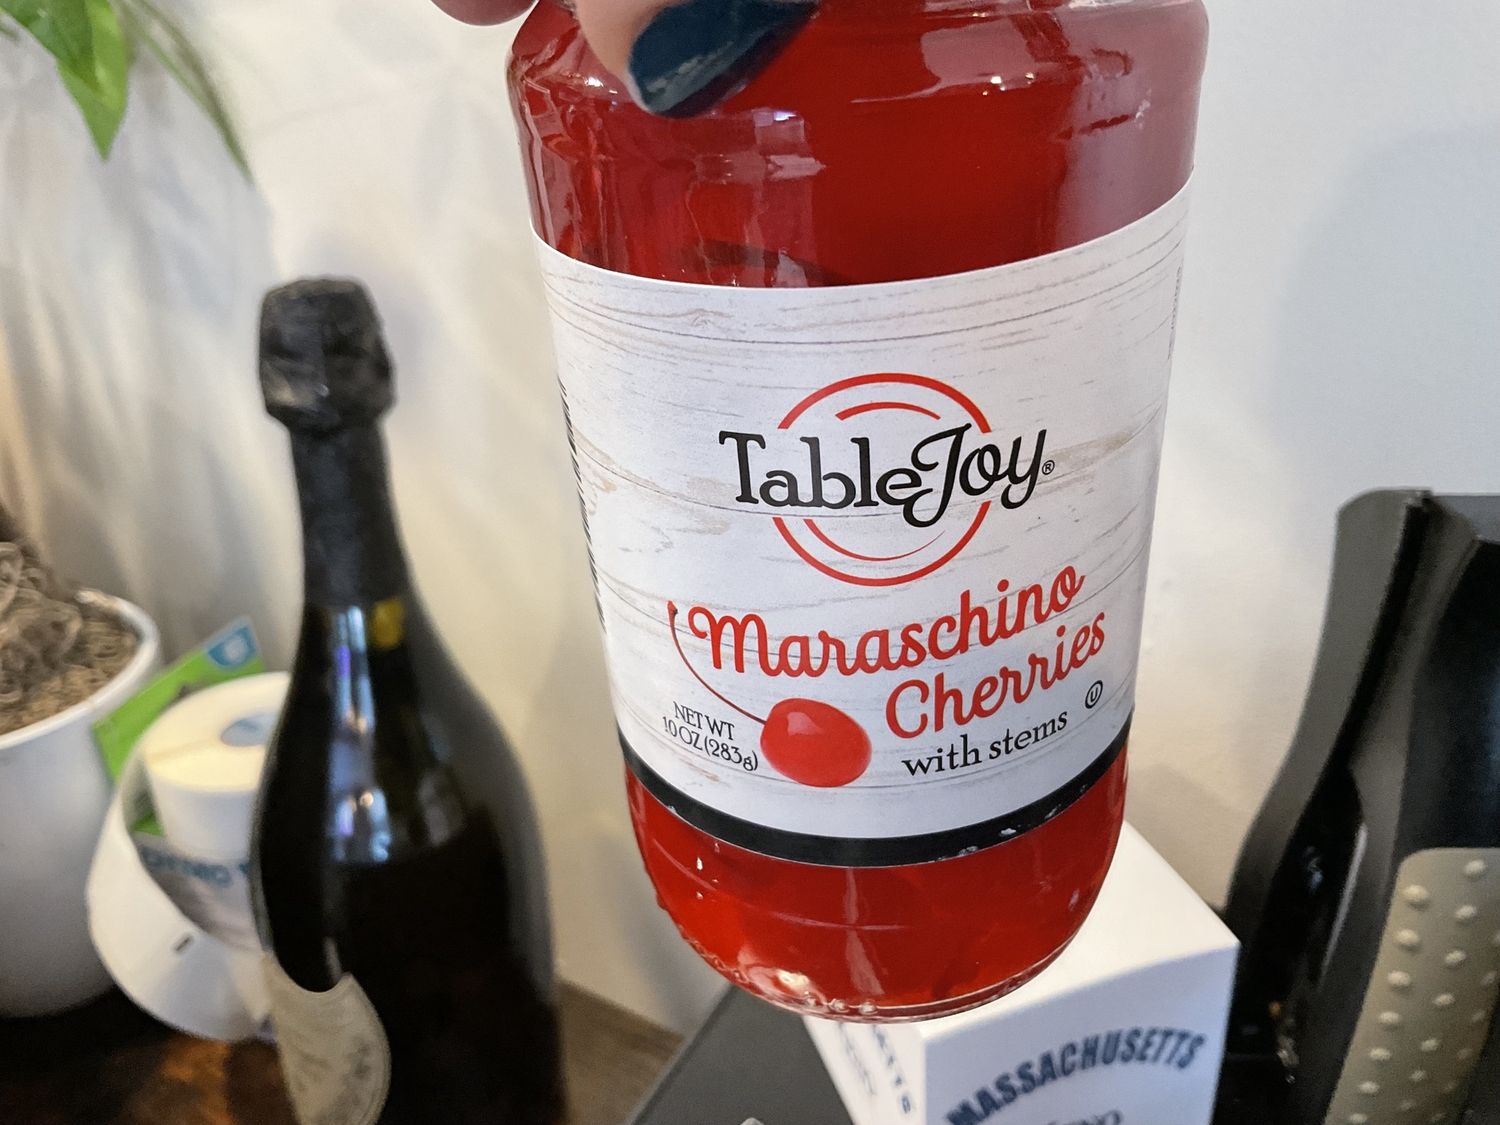 TableJoy®
Maraschino
Cherries
with stems
U
NET WT
10 OZ (283g)
MASSACHUSETTS